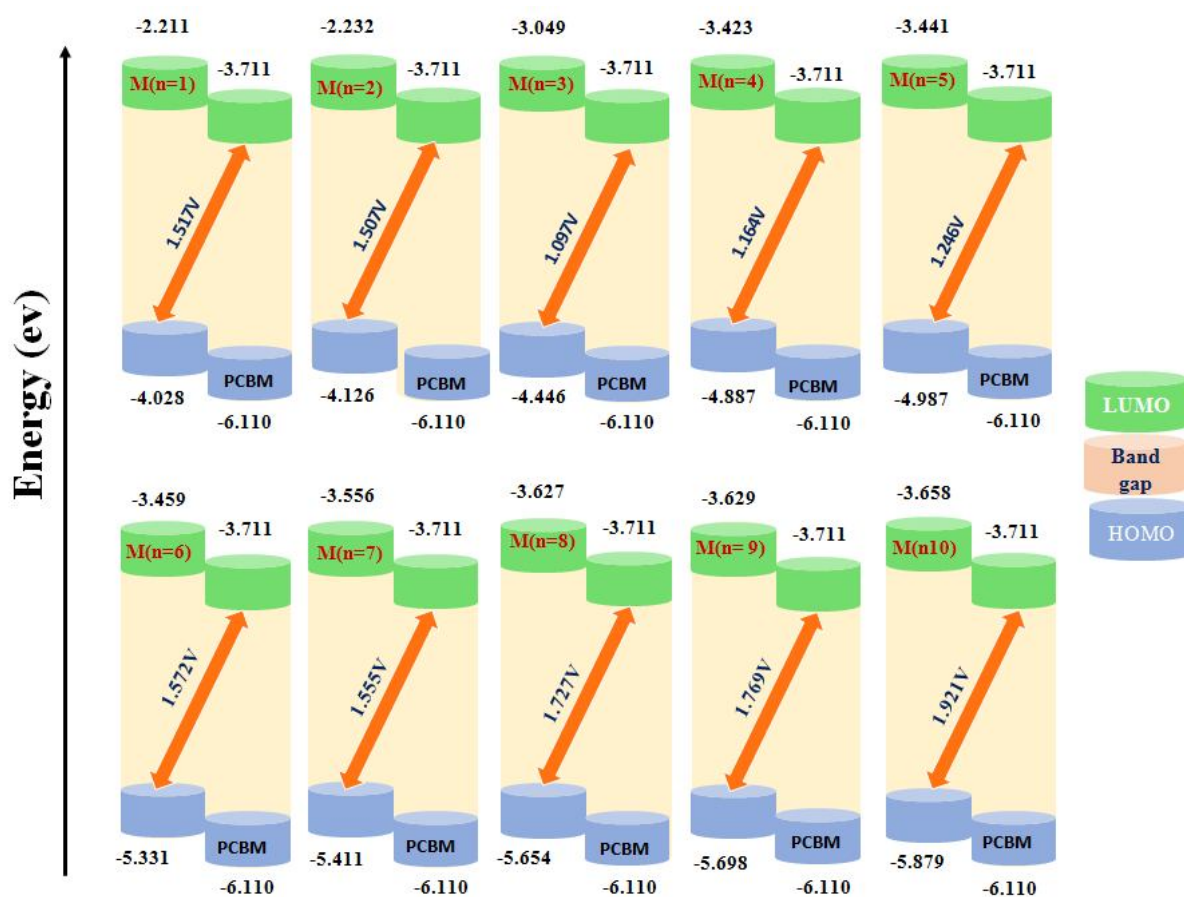 -2.211
-2.232
-3.049
-3.423
-3.441
-3.711
-3.711
-3.711
-3.711
-3.711
M(n=1)
M(n=2)
M(n=3)
M(n=4)
M(n=5)
1.517V
1.507V
1.097V
1.164V
1.246V
PCBM
PCBM
PCBM
PCBM
PCBM
-4.028
-4.126
-4.446
-4.887
-4.987
-6.110
-6.110
-6.110
-6.110
-6.110
Energy (ev)
LUMO
Band
gap
HOMO
-3.459
-3.556
-3.627
-3.629
-3.658
-3.711
-3.711
-3.711
-3.711
-3.711
M(n=6)
M(n=7)
M(n=8)
M(n= 9)
M(n10)
1.572V
1.555V
1.727V
1.769V
1.921V
PCBM
PCBM
PCBM
PCBM
PCBM
-5.331
-5.411
-5.654
-5.698
-5.879
-6.110
-6.110
-6.110
-6.110
-6.110